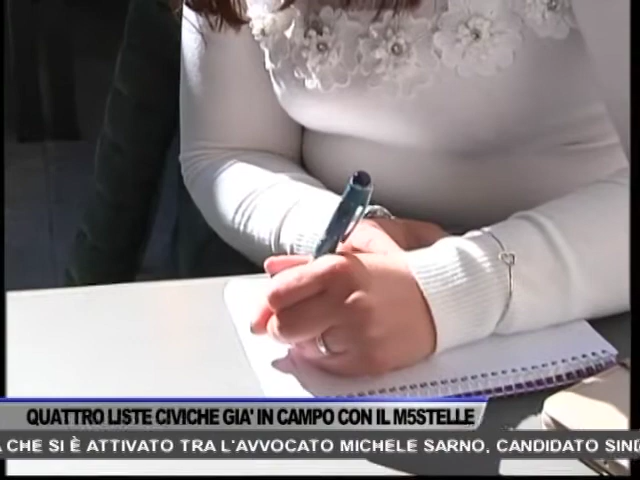 QUATTRO LISTE CIVICHE GIA' IN CAMPO CON IL M5STELLE
CHE SI È ATTIVATO TRA L'AVVOCATO MICHELE SARNO, CANDIDATO